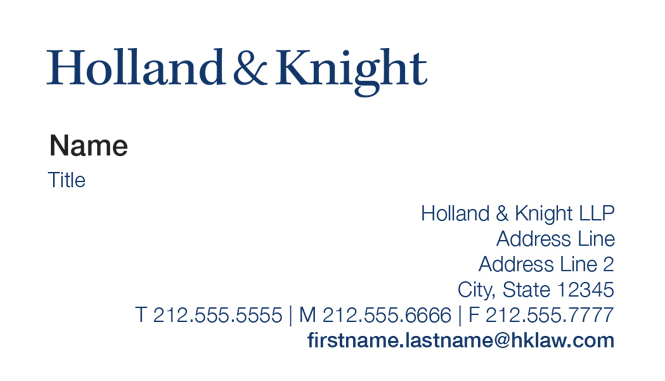 Holland & Knight
Name
Title
Holland & Knight LLP
Address Line
Address Line 2
City, State 12345
T 212.555.5555 | M 212.555.6666 | F 212.555.7777
firstname.lastname@hklaw.com